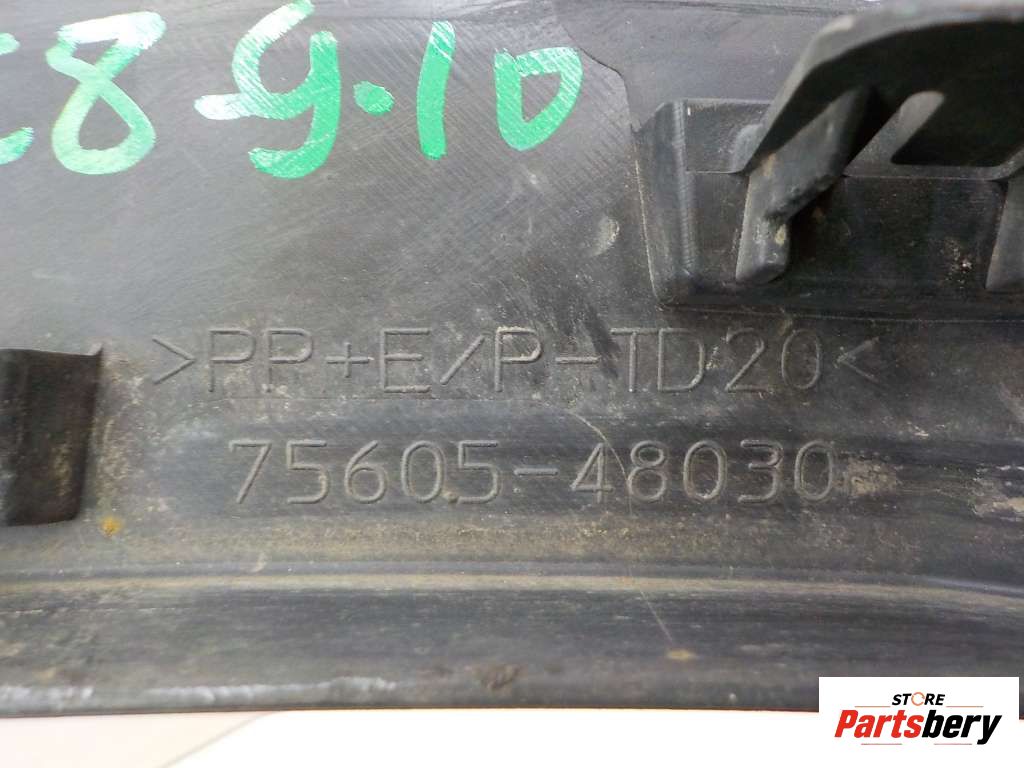 8 9.10
>PP+E/P-TD20<
75605-48030
STORE
Partsbery